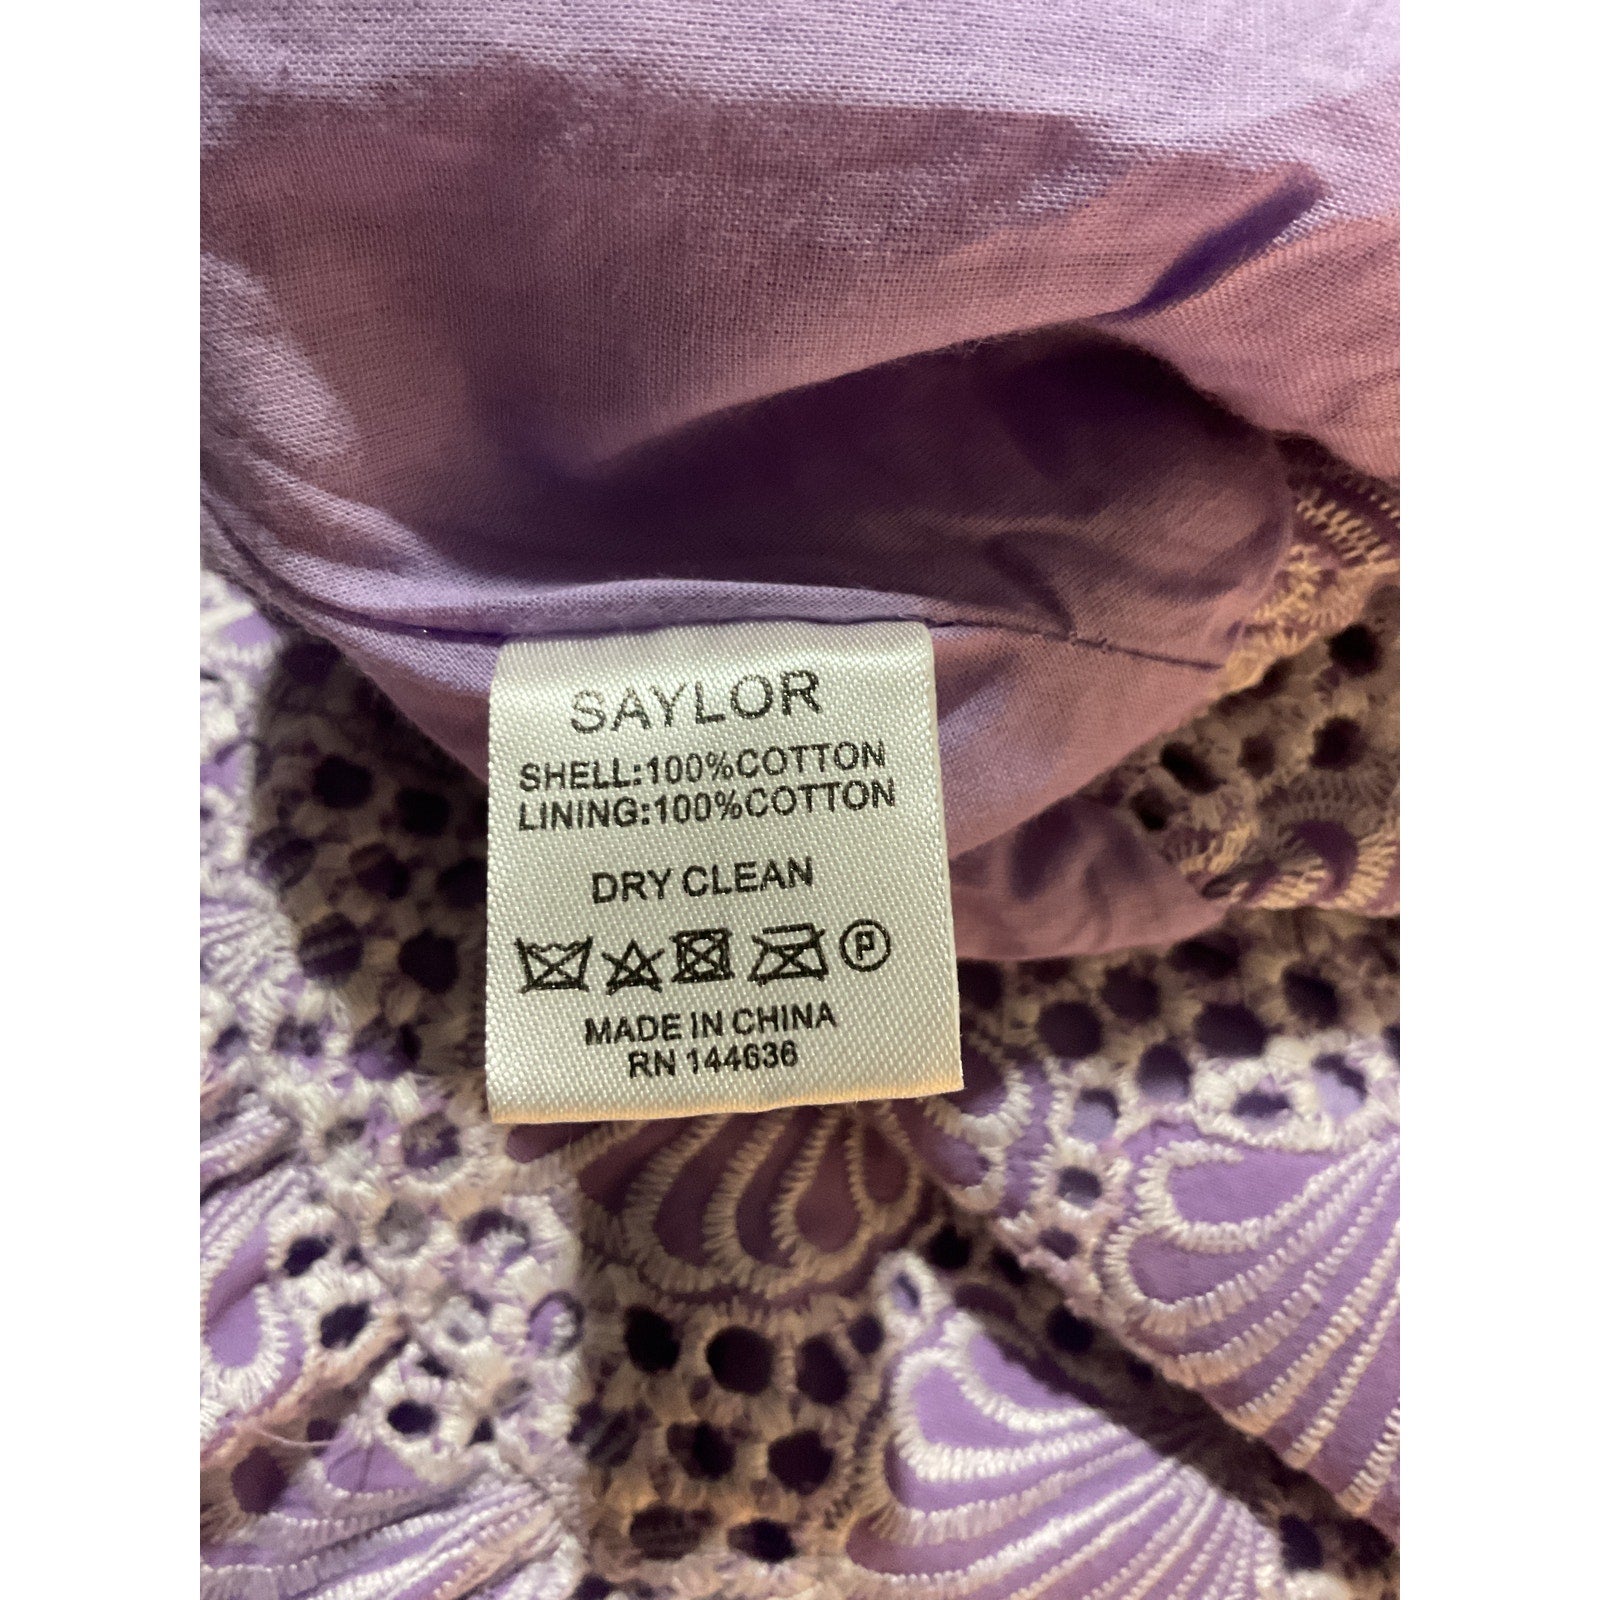 SAYLOR
SHELL:100%COTTON
LINING:100%COTTON
DRY CLEAN
P
MADE IN CHINA
RN 144636